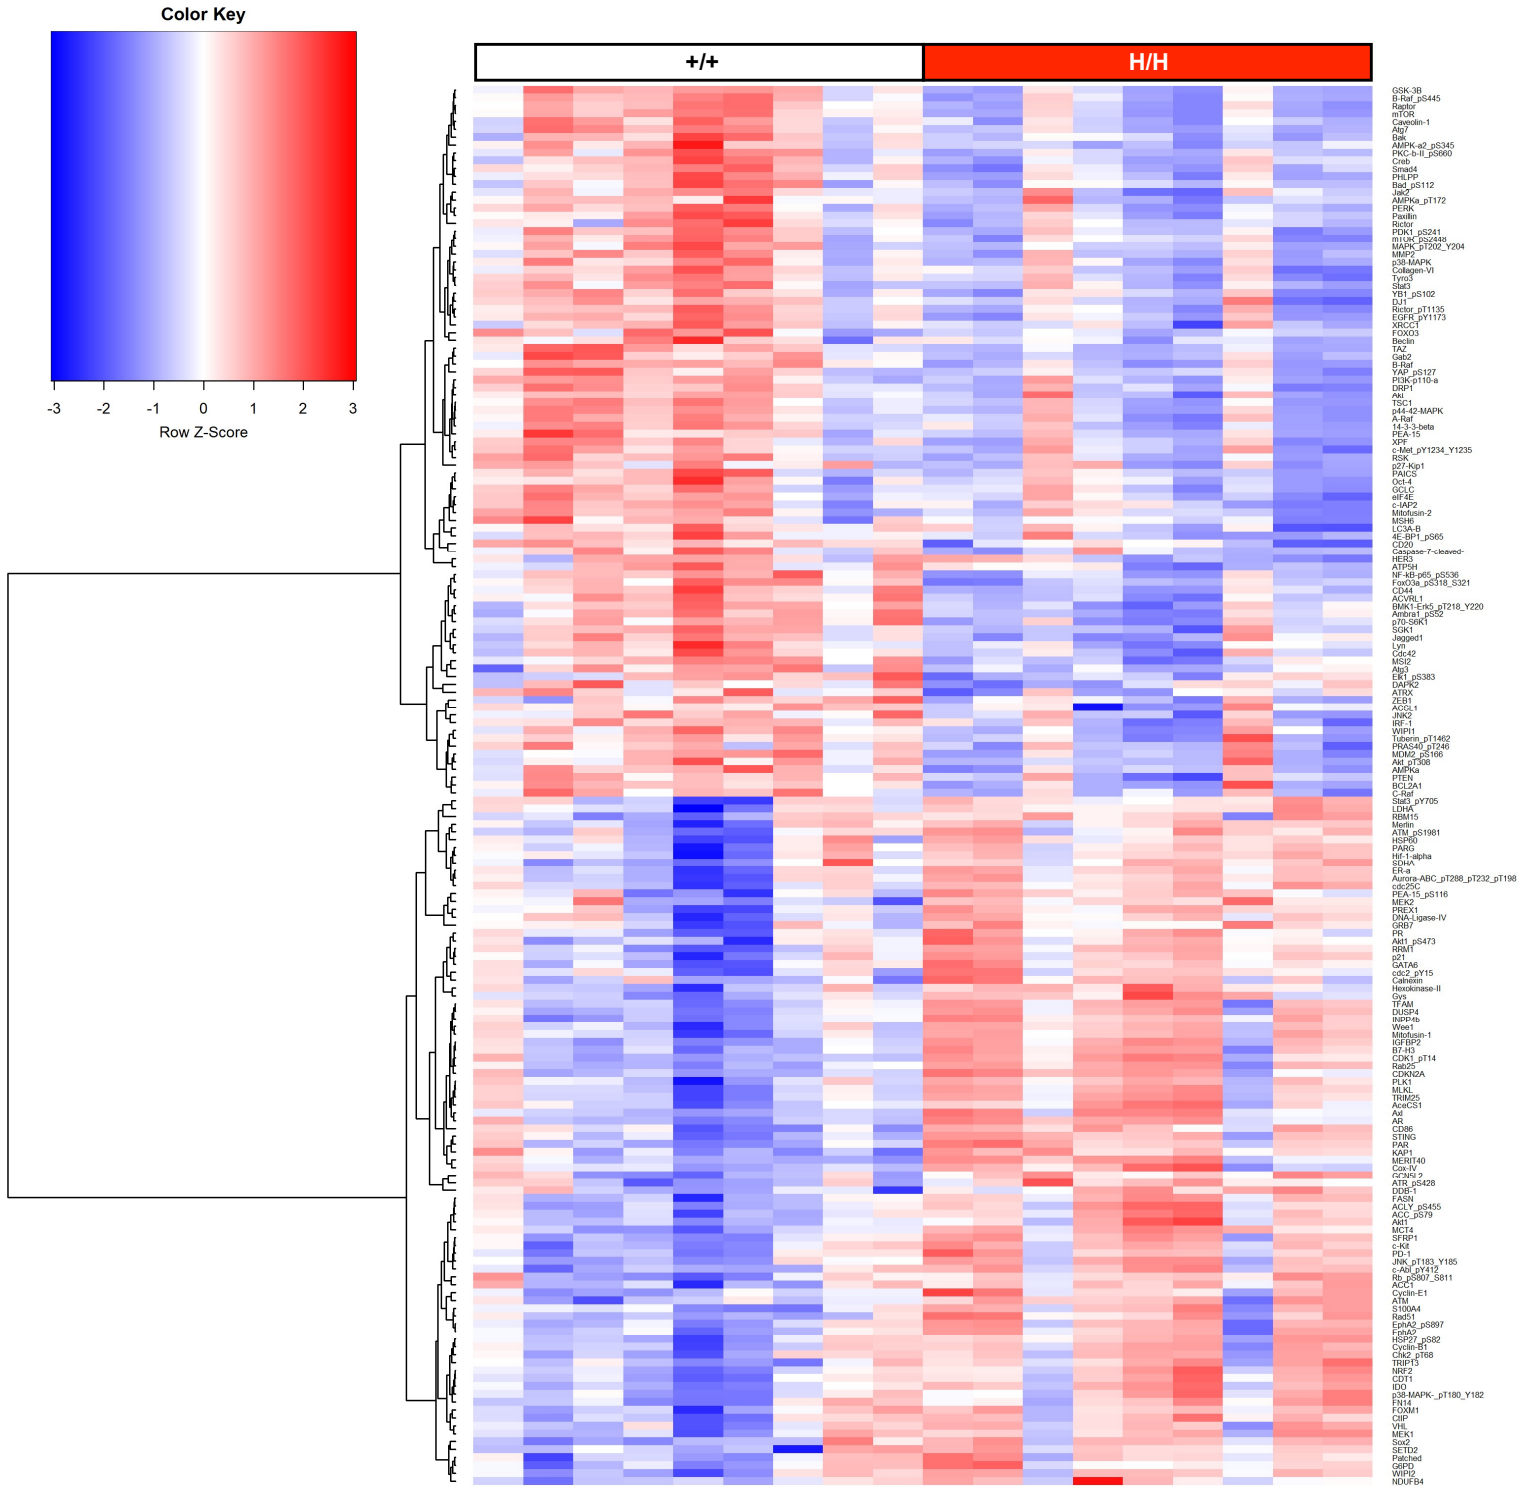 Color Key
-3 -2 -1 0 1 2 3
Row Z-Score
+/+ H/H
GSK-3B
B-Raf_pS445
Raptor
mTOR
Caveolin-1
Atg7
Bak
AMPK-a2_pS345
PKC-b-II_pS660
Creb
Smad4
PHLPP
Bad_pS112
Jak2
AMPKa_pT172
PERK
Paxillin
Rictor
PDK1_pS241
mTOR_pS2448
MAPK_pT202_Y204
MMP2
p38-MAPK
Collagen-VI
Tyro3
Stat3
YB1_pS102
DJ1
Rictor_pT1135
EGFR_pY1173
XRCC1
FOXO3
Beclin
TAZ
Gab2
B-Raf
YAP_pS127
PI3K-p110-a
DRP1
Akt
TSC1
p44-42-MAPK
A-Raf
14-3-3-beta
PEA-15
XPF
c-Met_pY1234_Y1235
RSK
p27-Kip1
PAICS
Oct-4
GCLC
eIF4E
c-IAP2
Mitofusin-2
MSH6
LC3A-B
4E-BP1_pS65
CD20
Caspase-7-cleaved-
HER3
ATP5H
NF-kB-p65_pS536
FoxO3a_pS318_S321
CD44
ACVRL1
BMK1-Erk5_pT218_Y220
Ambra1_pS52
p70-S6K1
SGK1
Jagged1
Lyn
Cdc42
MSI2
Atg3
Elk1_pS383
DAPK2
ATRX
ZEB1
ACGL1
JNK2
IRF-1
WIPI1
Tuberin_pT1462
PRAS40_pT246
MDM2_pS166
Akt_pT308
AMPKa
PTEN
BCL2A1
C-Raf
Stat3_pY705
LDHA
RBM15
Merlin
ATM_pS1981
HSP60
PARG
Hif-1-alpha
SDHA
ER-a
Aurora-ABC_pT288_pT232_pT198
cdc25C
PEA-15_pS116
MEK2
PREX1
DNA-Ligase-IV
GRB7
PR
Akt1_pS473
RRM1
p21
GATA6
cdc2_pY15
Calnexin
Hexokinase-II
Gys
TFAM
DUSP4
INPP4b
Wee1
Mitofusin-1
IGFBP2
B7-H3
CDK1_pT14
Rab25
CDKN2A
PLK1
MLKL
TRIM25
AceCS1
Axl
AR
CD86
STING
PAR
KAP1
MERIT40
Cox-IV
GCN5L2
ATR_pS428
DDB-1
FASN
ACLY_pS455
ACC_pS79
Akt1
MCT4
SFRP1
c-Kit
PD-1
JNK_pT183_Y185
c-Abl_pY412
Rb_pS807_S811
ACC1
Cyclin-E1
ATM
S100A4
Rad51
EphA2_pS897
EphA2
HSP27_pS82
Cyclin-B1
Chk2_pT68
TRIP13
NRF2
CDT1
IDO
p38-MAPK-_pT180_Y182
FN14
FOXM1
CtIP
VHL
MEK1
Sox2
SETD2
Patched
G6PD
WIPI2
NDUFB4